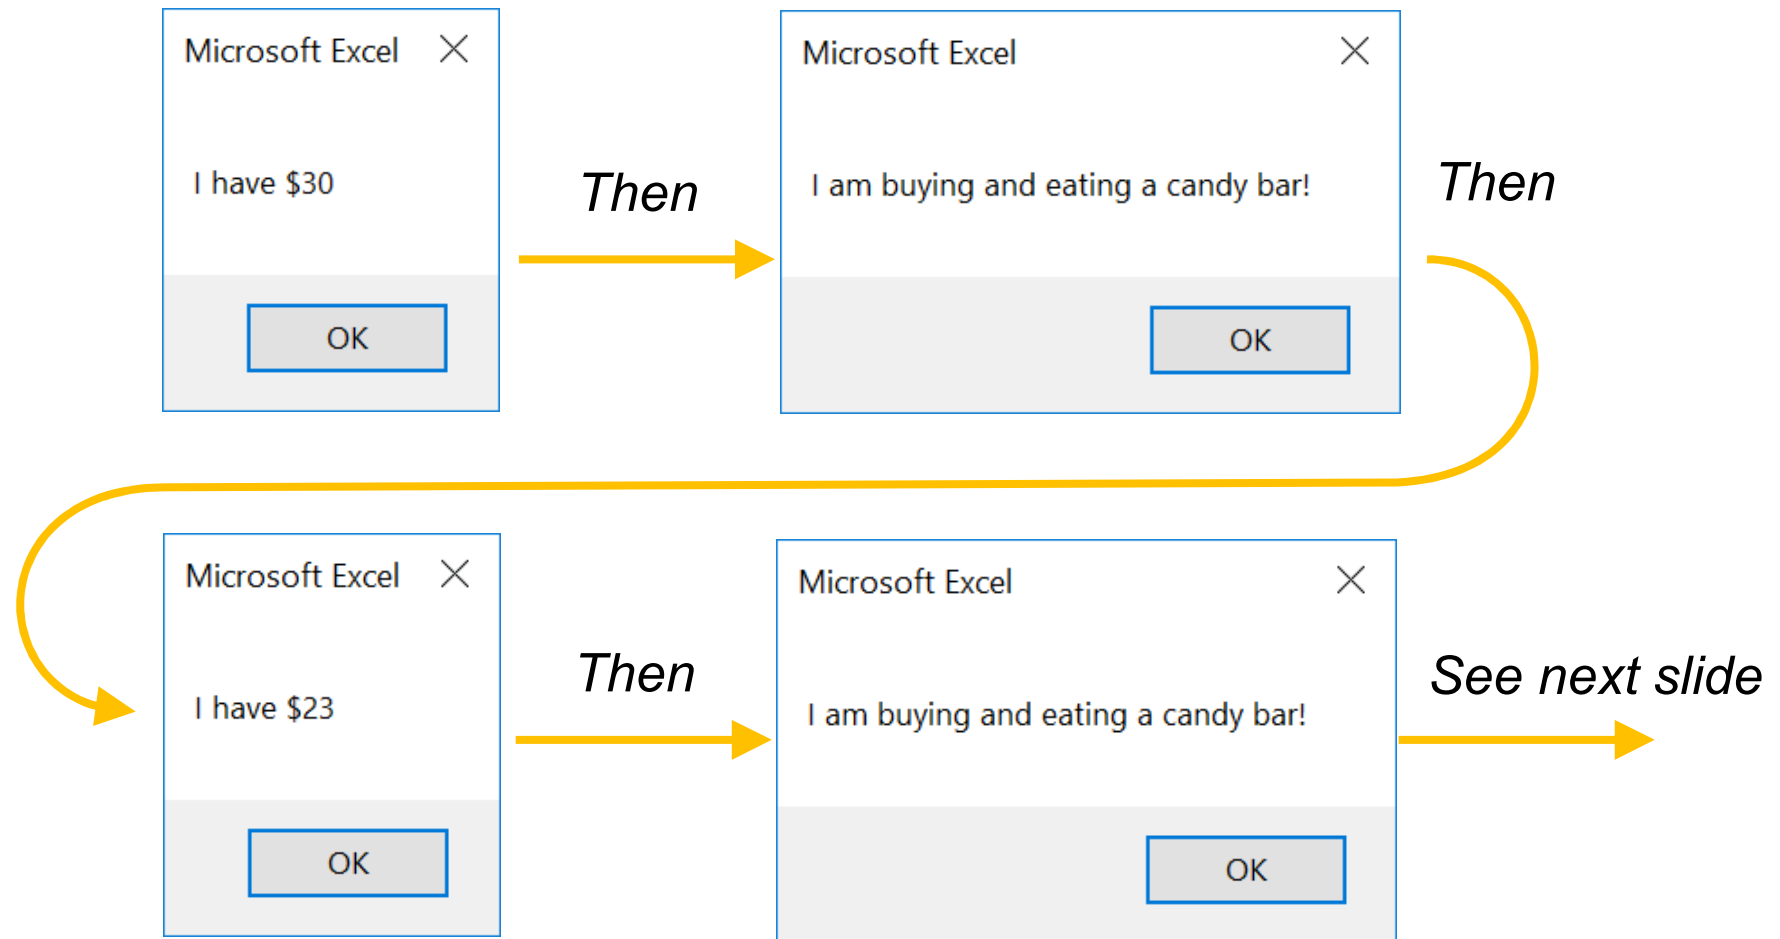 Microsoft Excel
I have $30
OK
Then
Microsoft Excel
I am buying and eating a candy bar!
OK
Then
Microsoft Excel
I have $23
OK
Then
Microsoft Excel
I am buying and eating a candy bar!
OK
See next slide